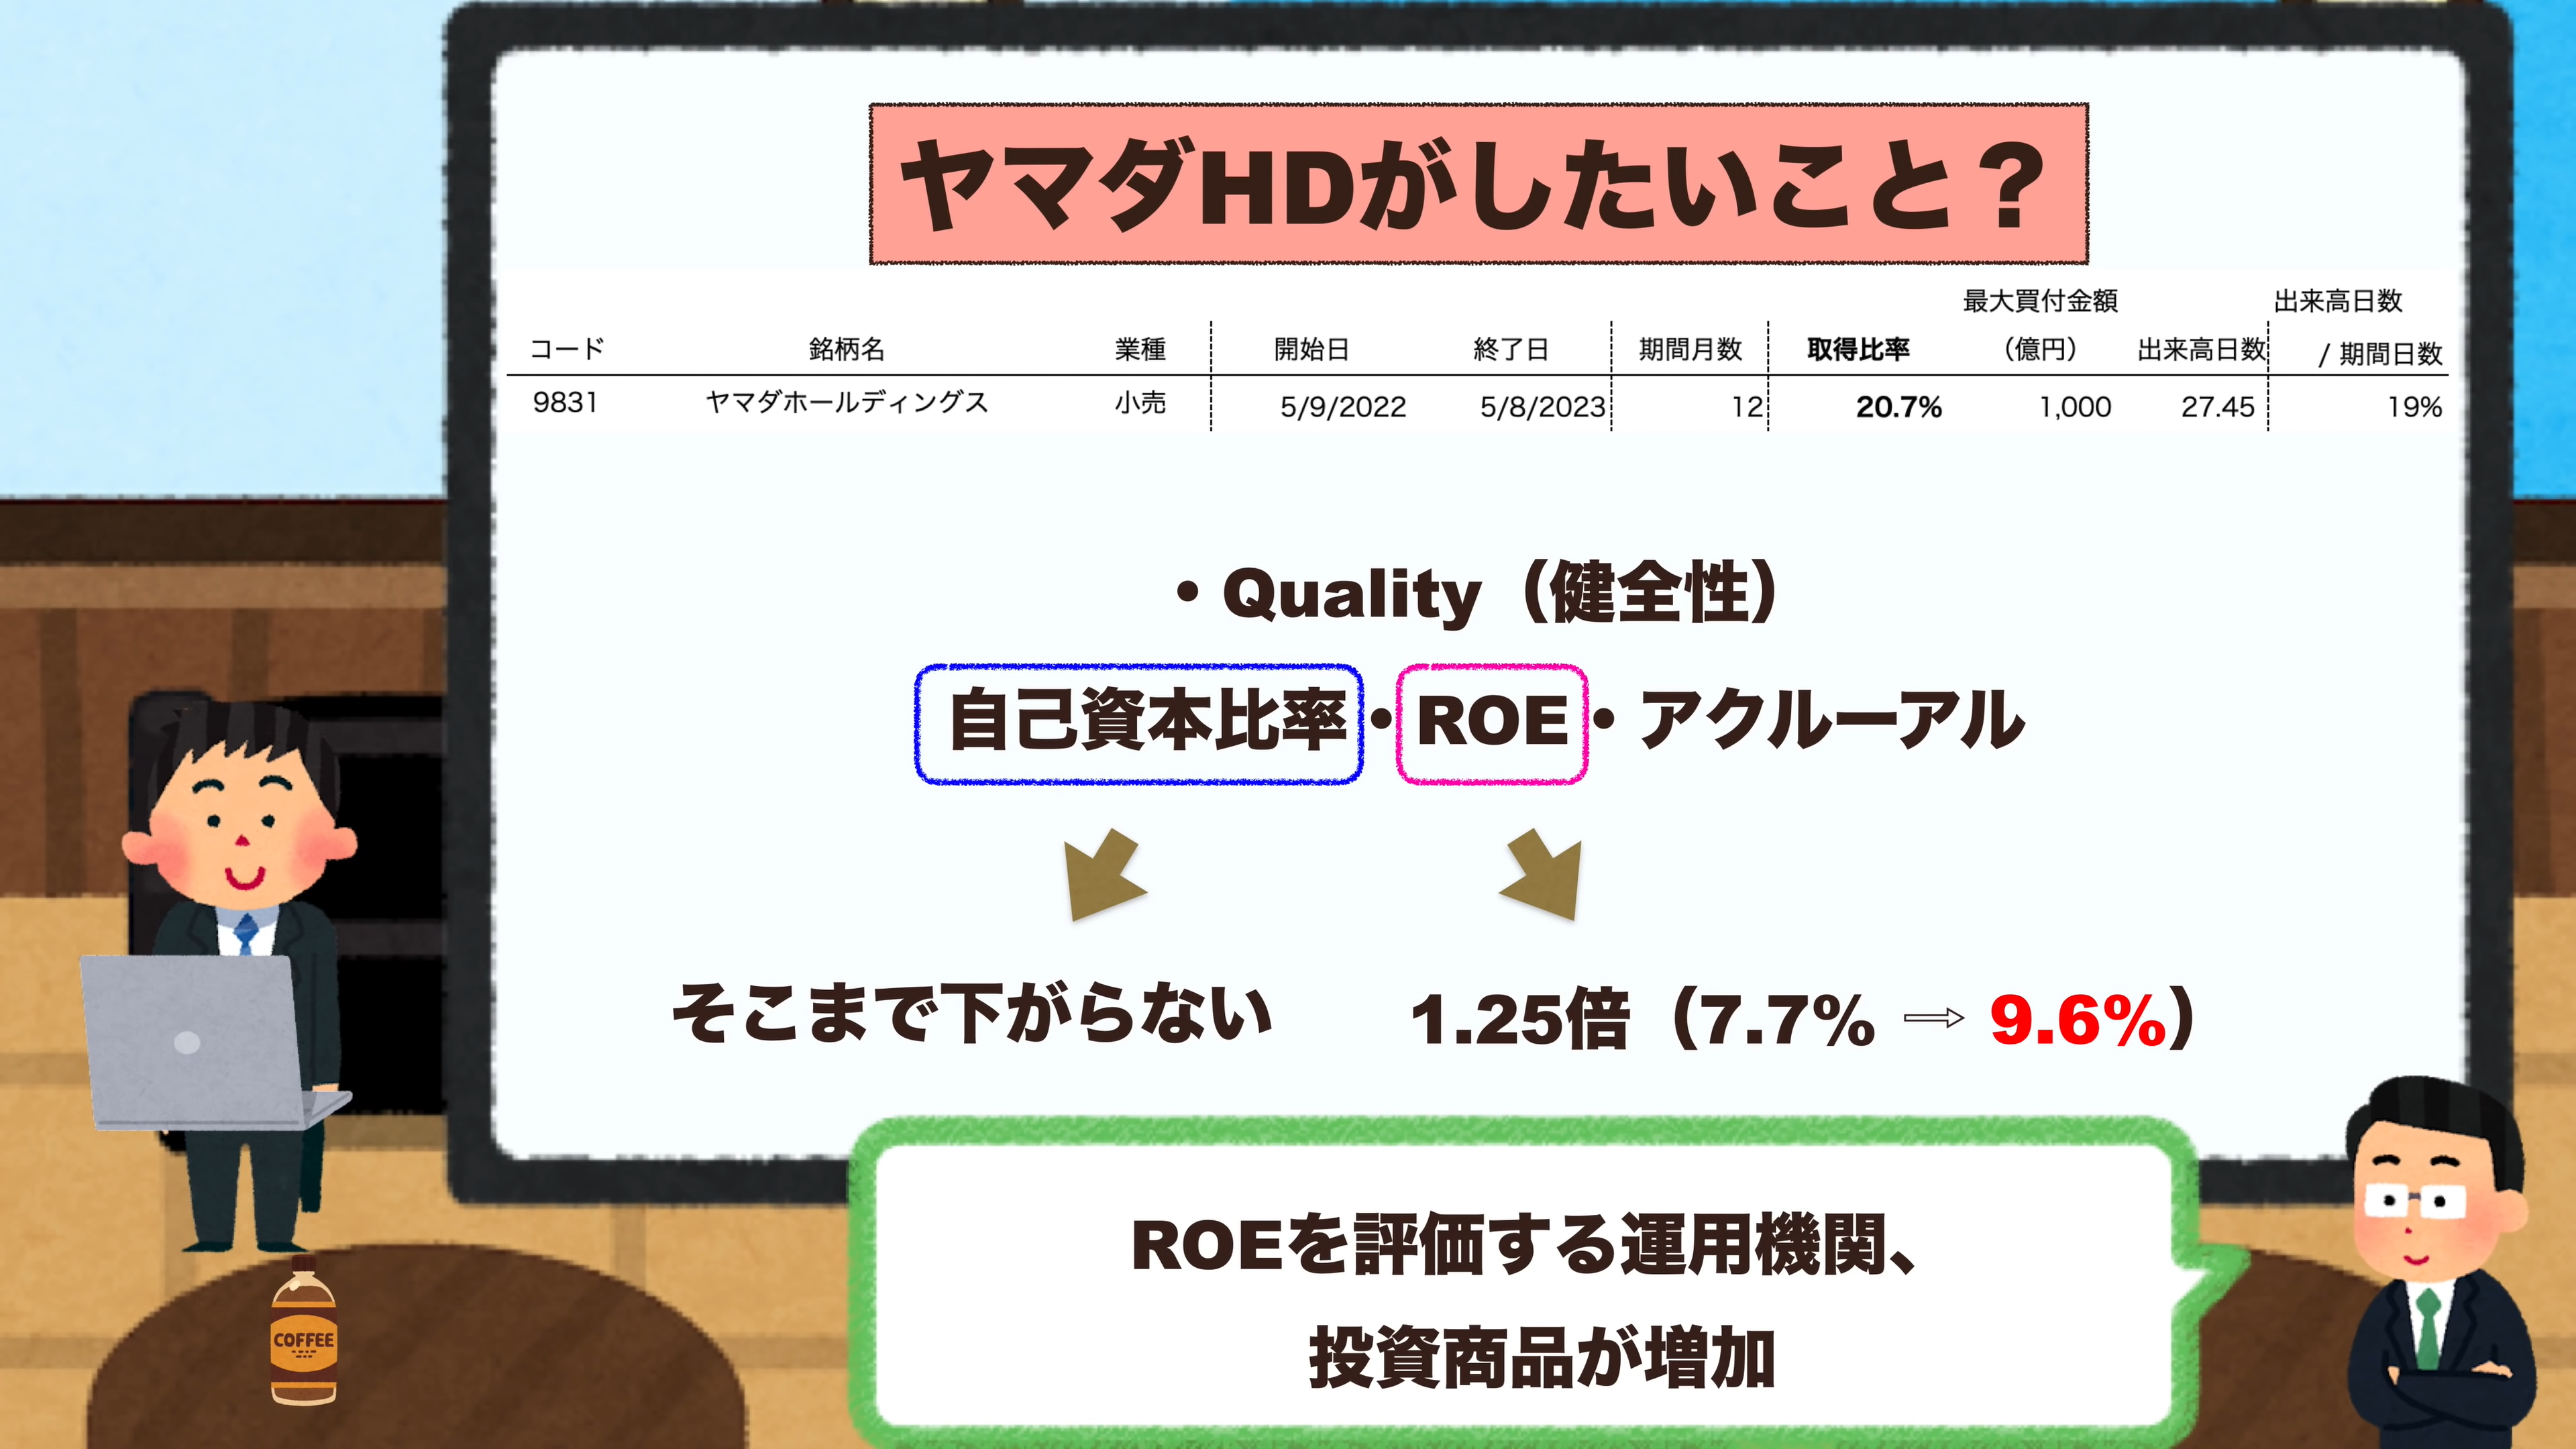 ヤマダHDがしたいこと？
最大買付金額 出来高日数
コード 銘柄名 業種 開始日 終了日 期間月数 取得比率 （億円） 出来高日数 / 期間日数
9831 ヤマダホールディングス 小売 5/9/2022 5/8/2023 12 20.7% 1,000 27.45 19%
・Quality（健全性）
自己資本比率・ROE・アクルーアル
そこまで下がらない 1.25倍（7.7% ⇒ 9.6%）
ROEを評価する運用機関、
投資商品が増加
COFFEE